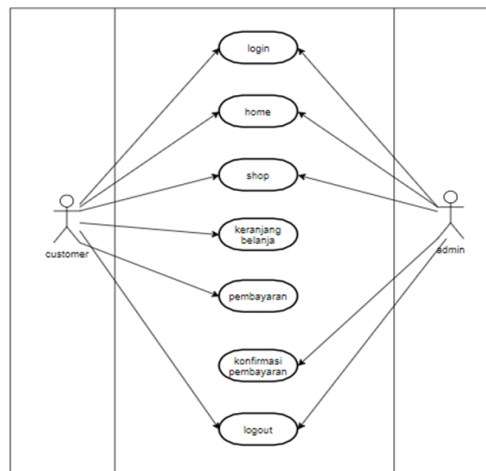 login
home
shop
keranjang
belanja
customer
admin
pembayaran
konfirmasi
pembayaran
logout